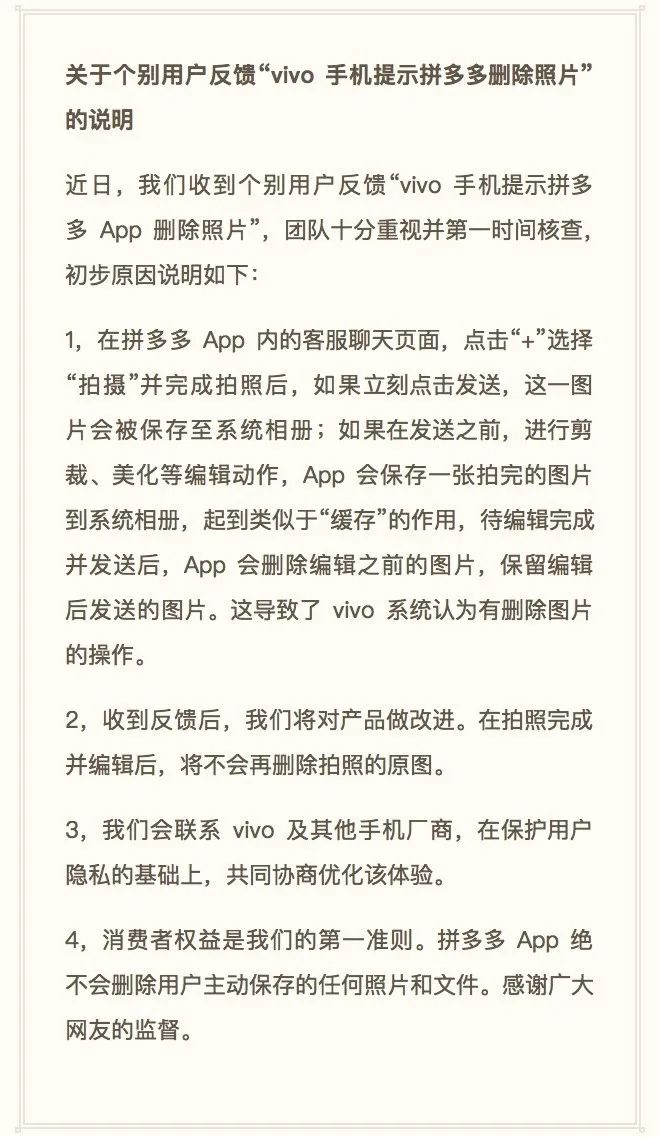 关于个别用户反馈“vivo 手机提示拼多多删除照片”
的说明
近日，我们收到个别用户反馈“vivo 手机提示拼多
多 App 删除照片”，团队十分重视并第一时间核查，
初步原因说明如下：
1，在拼多多 App 内的客服聊天页面，点击“+”选择
“拍摄”并完成拍照后，如果立刻点击发送，这一图
片会被保存至系统相册；如果在发送之前，进行剪
裁、美化等编辑动作，App 会保存一张拍完的图片
到系统相册，起到类似于“缓存”的作用，待编辑完成
并发送后，App 会删除编辑之前的图片，保留编辑
后发送的图片。这导致了 vivo 系统认为有删除图片
的操作。
2，收到反馈后，我们将对产品做改进。在拍照完成
并编辑后，将不会再删除拍照的原图。
3，我们会联系 vivo 及其他手机厂商，在保护用户
隐私的基础上，共同协商优化该体验。
4，消费者权益是我们的第一准则。拼多多 App 绝
不会删除用户主动保存的任何照片和文件。感谢广大
网友的监督。